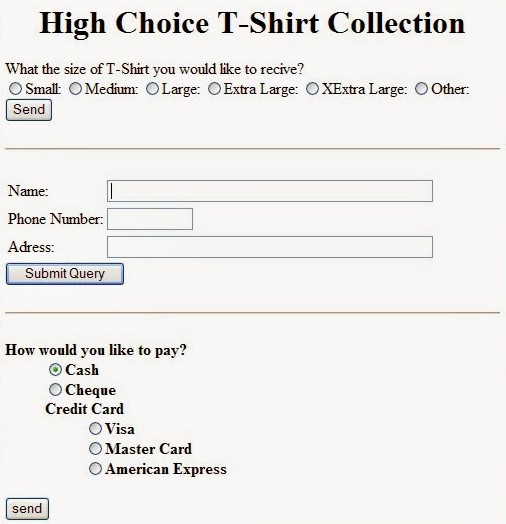 High Choice T-Shirt Collection
What the size of T-Shirt you would like to recive?
Small: Medium: Large: Extra Large: XExtra Large: Other:
Send
Name:
Phone Number:
Adress:
Submit Query
How would you like to pay?
Cash
Cheque
Credit Card
Visa
Master Card
American Express
send